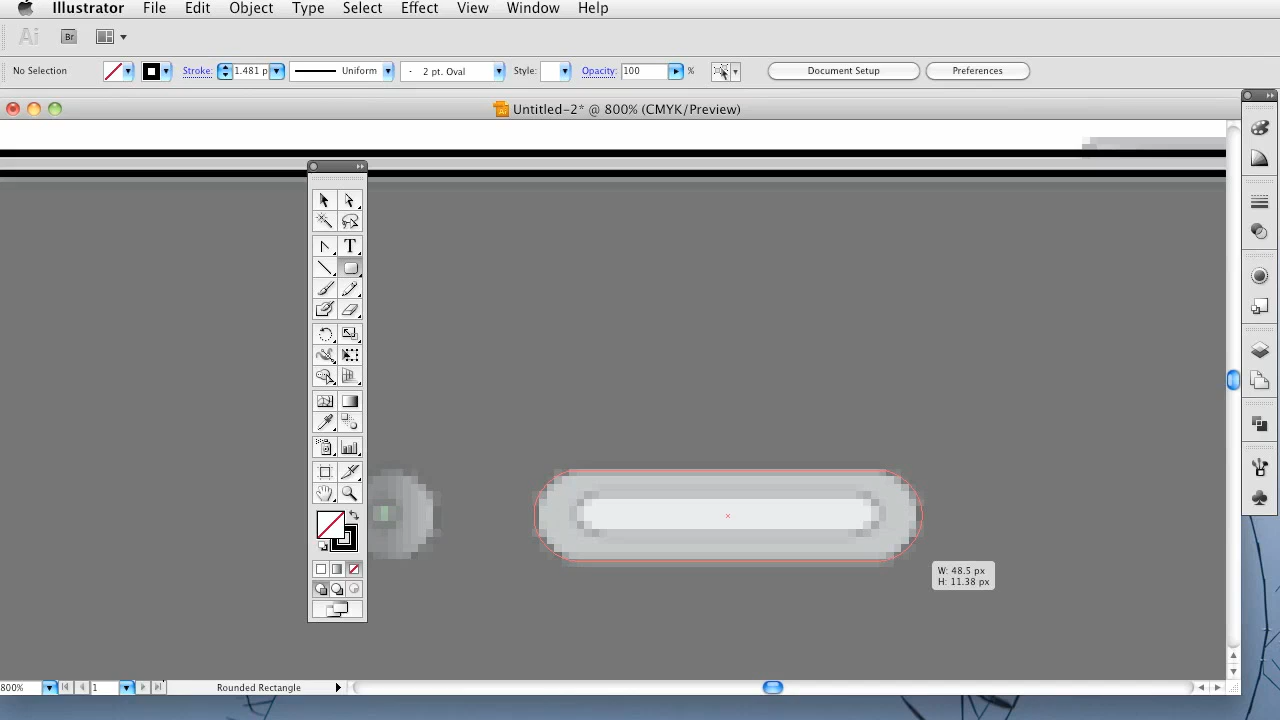 Illustrator File Edit Object Type Select Effect View Window Help
Ai Br
No Selection Stroke: 1.481 p Uniform 2 pt. Oval Style: Opacity: 100 % Document Setup Preferences
Untitled-2* @ 800% (CMYK/Preview)
T
W: 48.5 px
H: 11.38 px
800% 1 Rounded Rectangle